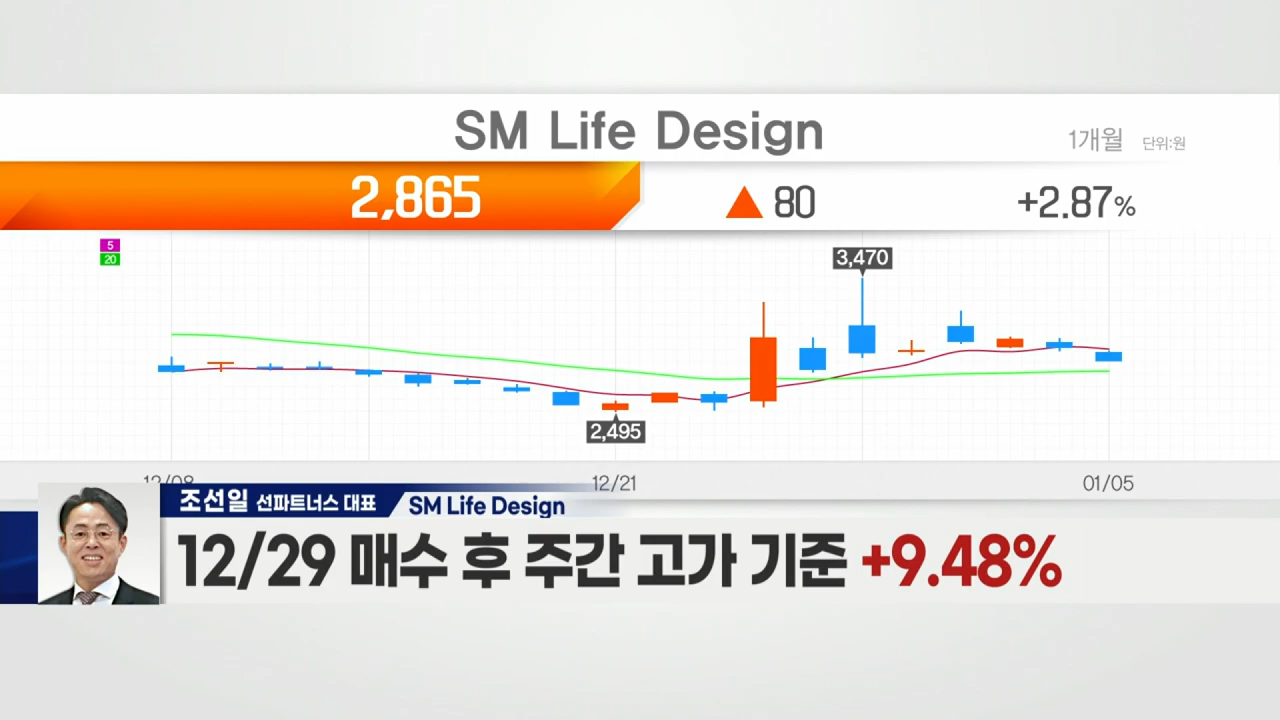 SM Life Design
1개월 단위:원
2,865 ▲ 80 +2.87%
5
20
3,470
2,495
12/08 12/21 01/05
조선일 선파트너스 대표 SM Life Design
12/29 매수 후 주간 고가 기준 +9.48%